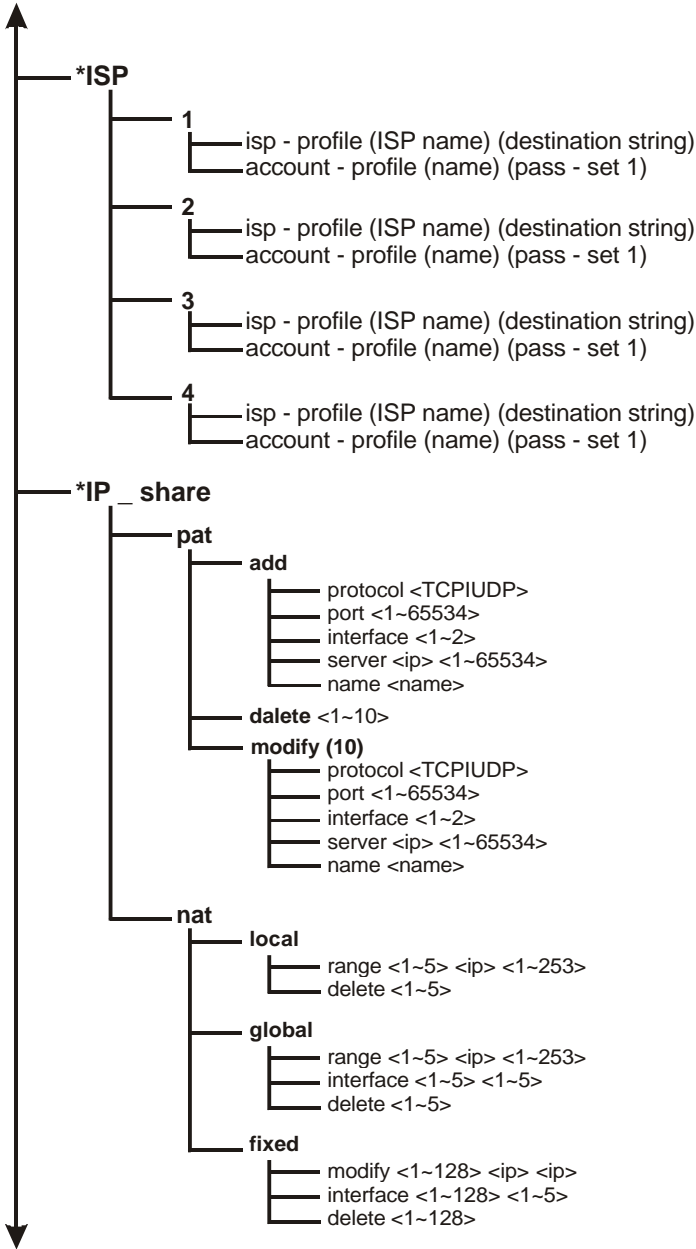 *ISP
1
isp - profile (ISP name) (destination string)
account - profile (name) (pass - set 1)
2
isp - profile (ISP name) (destination string)
account - profile (name) (pass - set 1)
3
isp - profile (ISP name) (destination string)
account - profile (name) (pass - set 1)
4
isp - profile (ISP name) (destination string)
account - profile (name) (pass - set 1)
*IP _ share
pat
add
protocol <TCPIUDP>
port <1~65534>
interface <1~2>
server <ip> <1~65534>
name <name>
dalete <1~10>
modify (10)
protocol <TCPIUDP>
port <1~65534>
interface <1~2>
server <ip> <1~65534>
name <name>
nat
local
range <1~5> <ip> <1~253>
delete <1~5>
global
range <1~5> <ip> <1~253>
interface <1~5> <1~5>
delete <1~5>
fixed
modify <1~128> <ip> <ip>
interface <1~128> <1~5>
delete <1~128>